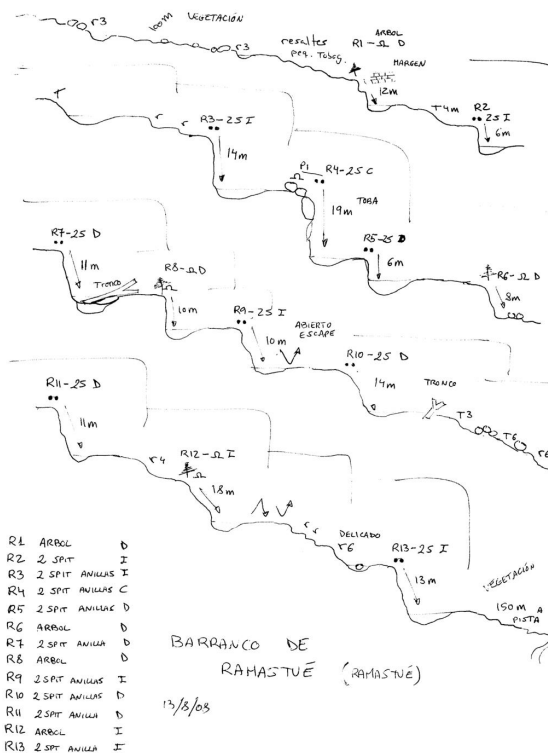 r3
100m VEGETACIÓN
r3
resaltes
peq. Tobog.
ARBOL
R1-Ω D
MARGEN
12m
T4m
R2
2S I
6m
r r
R3-2S I
14m
P1
Ω
R4-2S C
19m
TOBA
R5-2S D
6m
R6-Ω D
8m
R7-2S D
11m
TRONCO
R8-Ω D
Ω
10m
R9-2S I
10m
ABIERTO
ESCAPE
R10-2S D
14m
TRONCO
T3
T6
R11-2S D
11m
r4
R12-Ω I
Ω
18m
r r
DELICADO
r6
R13-2S I
13m
VEGETACIÓN
150m A
PISTA
R1 ARBOL D
R2 2 SPIT I
R3 2 SPIT ANILLAS I
R4 2 SPIT ANILLAS C
R5 2 SPIT ANILLAS D
R6 ARBOL D
R7 2 SPIT ANILLA D
R8 ARBOL D
R9 2 SPIT ANILLAS I
R10 2 SPIT ANILLAS D
R11 2 SPIT ANILLA D
R12 ARBOL I
R13 2 SPT ANILLA I
BARRANCO DE
RAMASTUÉ (RAMASTUÉ)
13/8/08